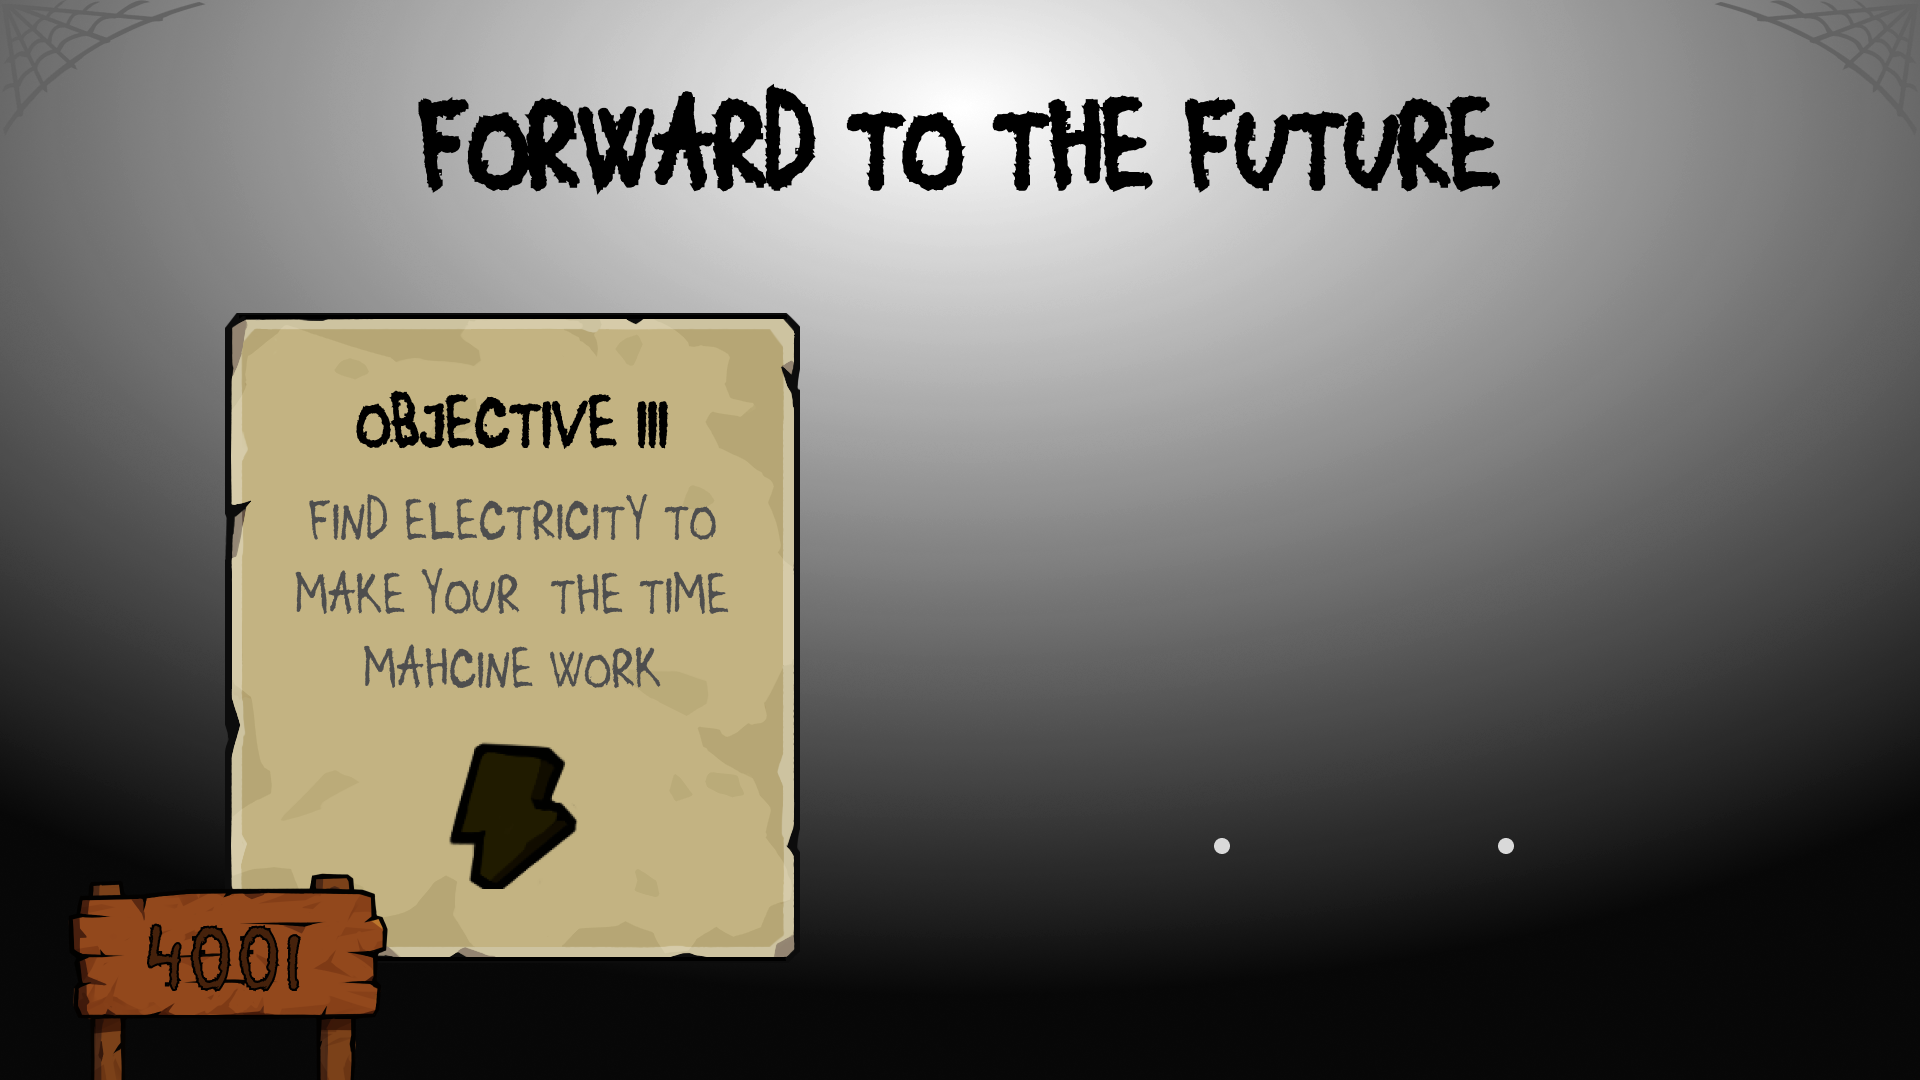 FORWARD TO THE FUTURE
OBJECTIVE III
FIND ELECTRICITY TO
MAKE YOUR THE TIME
MAHCINE WORK
4001